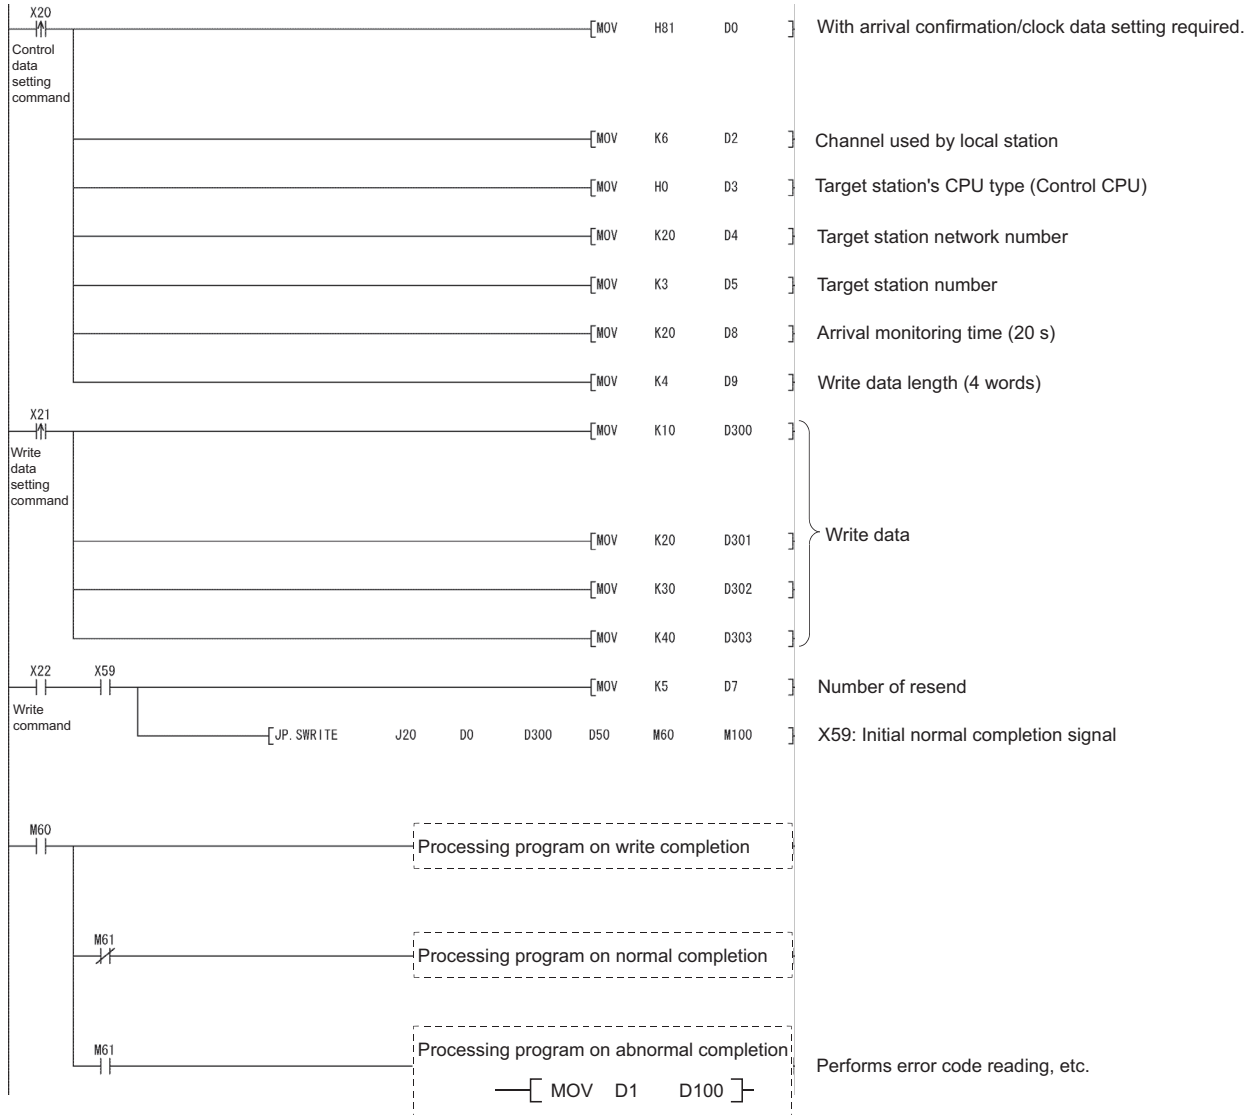 X20
[MOV H81 D0 ] With arrival confirmation/clock data setting required.
Control
data
setting
command
[MOV K6 D2 ] Channel used by local station
[MOV H0 D3 ] Target station's CPU type (Control CPU)
[MOV K20 D4 ] Target station network number
[MOV K3 D5 ] Target station number
[MOV K20 D8 ] Arrival monitoring time (20 s)
[MOV K4 D9 ] Write data length (4 words)
X21
[MOV K10 D300 ]
Write
data
setting
command
Write data
[MOV K20 D301 ]
[MOV K30 D302 ]
[MOV K40 D303 ]
X22 X59
[MOV K5 D7 ] Number of resend
Write
command
[JP.SWRITE J20 D0 D300 D50 M60 M100 ] X59: Initial normal completion signal
M60
Processing program on write completion
M61
Processing program on normal completion
M61
Processing program on abnormal completion
Performs error code reading, etc.
[ MOV D1 D100 ]